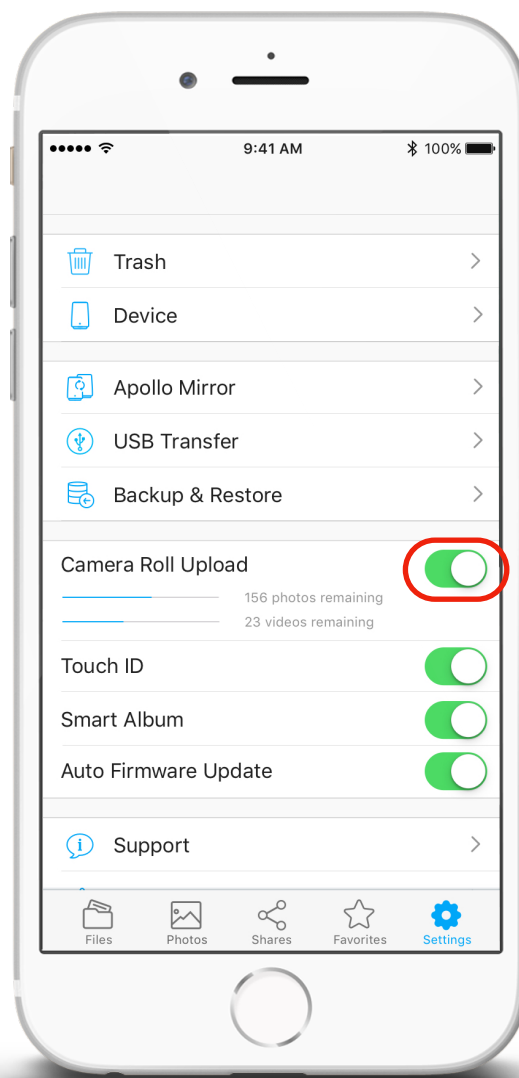 9:41 AM 100%
Trash
Device
Apollo Mirror
USB Transfer
Backup & Restore
Camera Roll Upload
156 photos remaining
23 videos remaining
Touch ID
Smart Album
Auto Firmware Update
Support
Files Photos Shares Favorites Settings